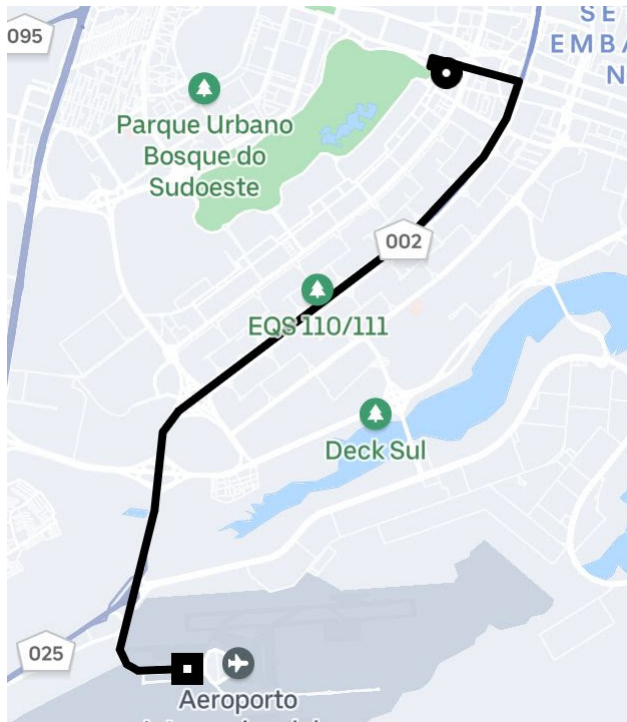 095
SE
EMBA
N
Parque Urbano
Bosque do
Sudoeste
002
EQS 110/111
Deck Sul
025
Aeroporto